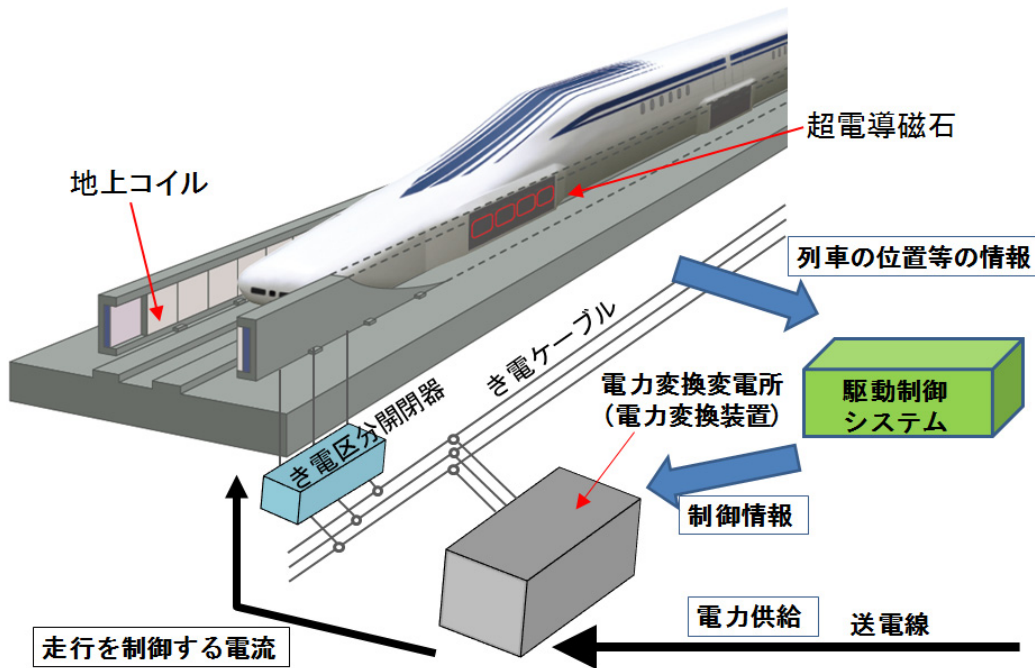 超電導磁石
地上コイル
列車の位置等の情報
き電ケーブル
電力変換変電所
（電力変換装置）
駆動制御
システム
き電区分開閉器
制御情報
電力供給
送電線
走行を制御する電流